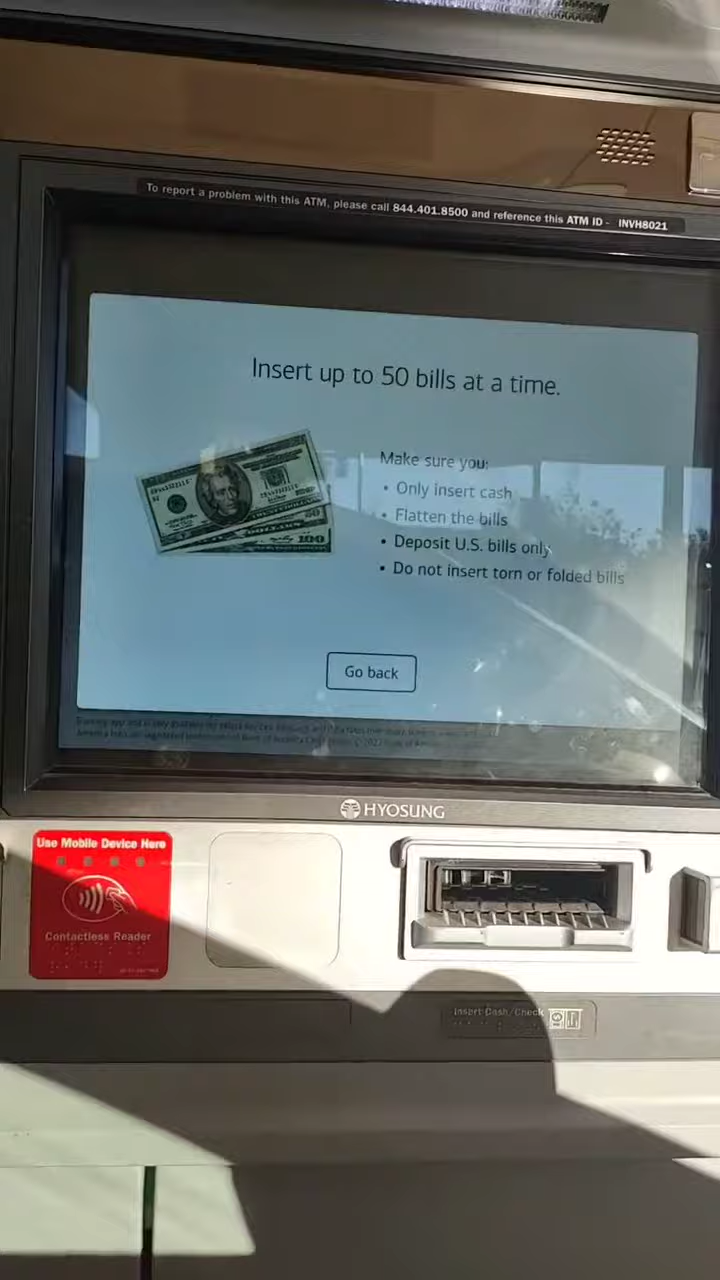 To report a problem with this ATM, please call 844.401.8500 and reference this ATM ID - INVH8021
Insert up to 50 bills at a time.
Make sure you:
• Only insert cash
• Flatten the bills
• Deposit U.S. bills only
• Do not insert torn or folded bills
100
Go back
HYOSUNG
Use Mobile Device Here
Contactless Reader
Insert Cash/Check